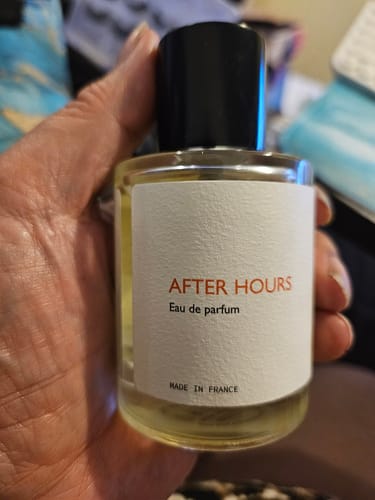 AFTER HOURS
Eau de parfum
MADE IN FRANCE